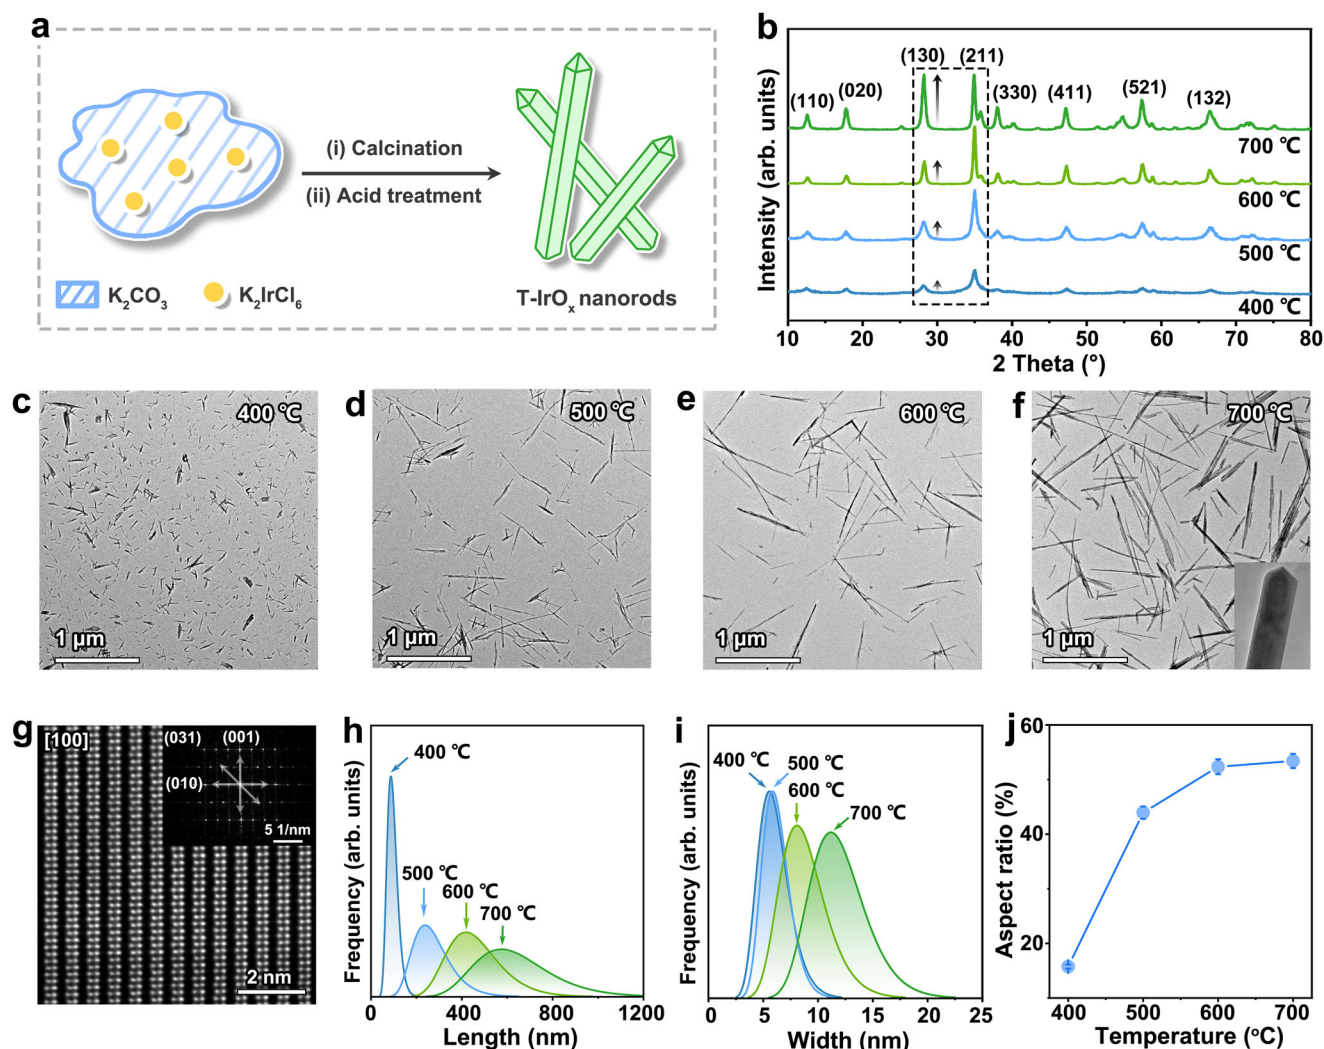 a
(i) Calcination
(ii) Acid treatment
K₂CO₃
K₂IrCl₆
T-IrOₓ nanorods
b
Intensity (arb. units)
(110)
(020)
(130)
(211)
(330)
(411)
(521)
(132)
700 ℃
600 ℃
500 ℃
400 ℃
10 20 30 40 50 60 70 80
2 Theta (°)
c
400 ℃
1 μm
d
500 ℃
1 μm
e
600 ℃
1 μm
f
700 ℃
1 μm
g
[100]
(031)
(001)
(010)
5 1/nm
2 nm
h
Frequency (arb. units)
400 ℃
500 ℃
600 ℃
700 ℃
0 400 800 1200
Length (nm)
i
Frequency (arb. units)
400 ℃
500 ℃
600 ℃
700 ℃
0 5 10 15 20 25
Width (nm)
j
Aspect ratio (%)
60
40
20
400 500 600 700
Temperature (°C)